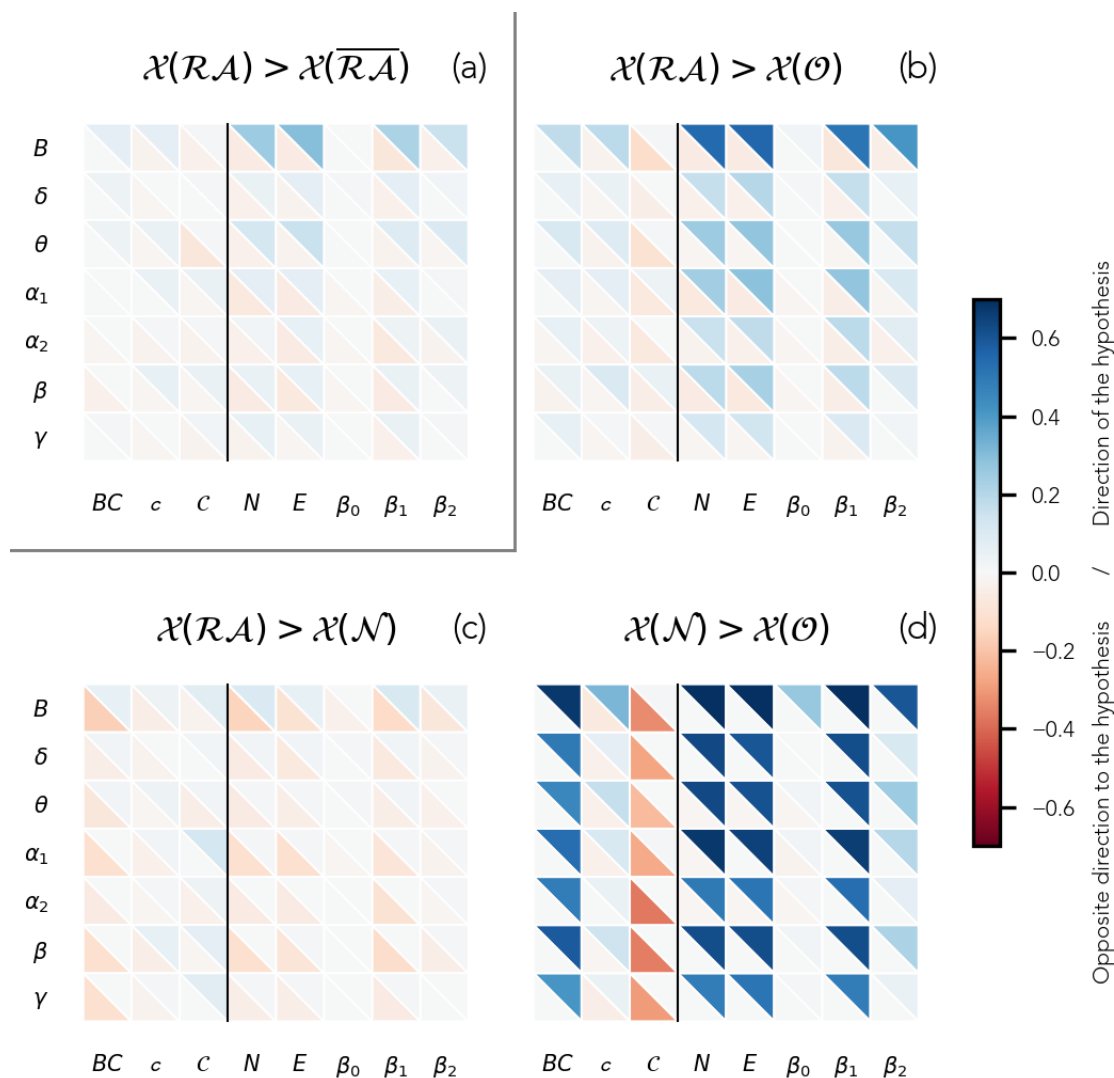 𝒳(ℛ𝒜) > 𝒳(ℛ𝒜̅) (a)
B
δ
θ
α₁
α₂
β
γ
BC 𝒸 𝒞 N E β₀ β₁ β₂
𝒳(ℛ𝒜) > 𝒳(𝒪) (b)
BC 𝒸 𝒞 N E β₀ β₁ β₂
𝒳(ℛ𝒜) > 𝒳(𝒩) (c)
B
δ
θ
α₁
α₂
β
γ
BC 𝒸 𝒞 N E β₀ β₁ β₂
𝒳(𝒩) > 𝒳(𝒪) (d)
BC 𝒸 𝒞 N E β₀ β₁ β₂
0.6
0.4
0.2
0.0
−0.2
−0.4
−0.6
Opposite direction to the hypothesis / Direction of the hypothesis